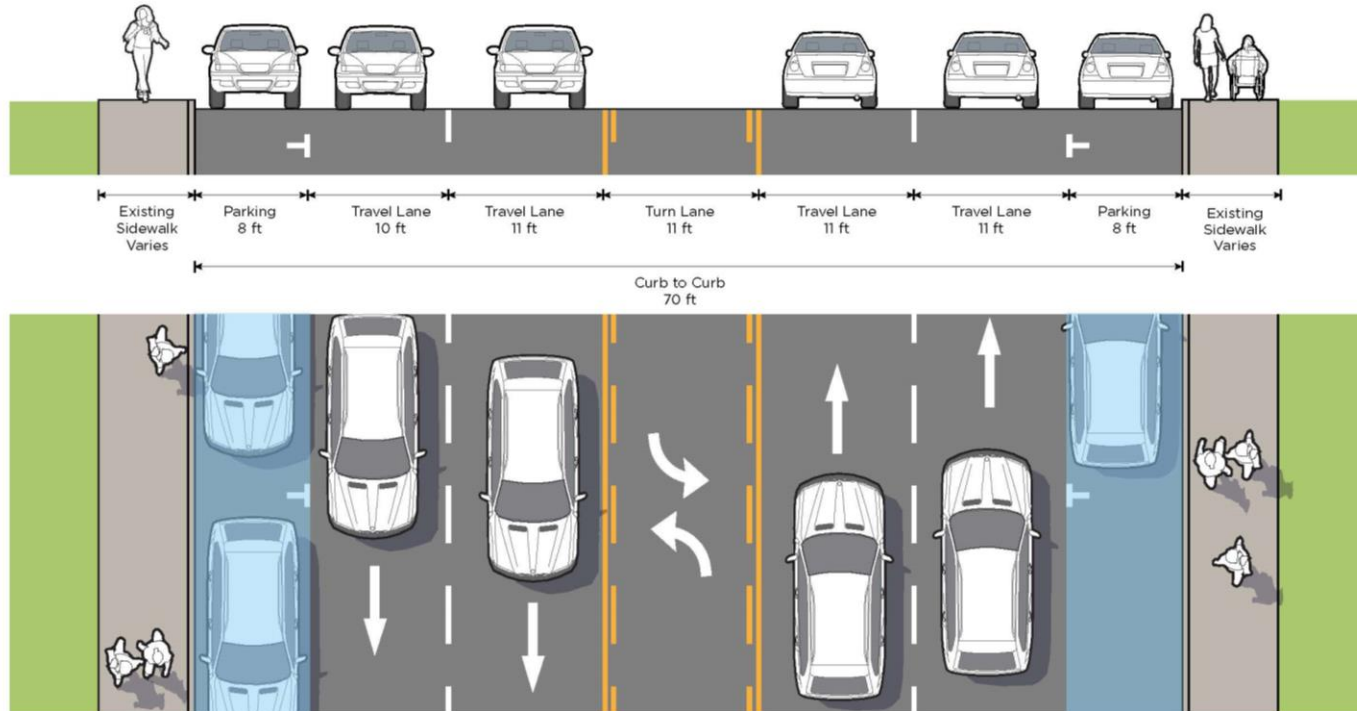 Existing
Sidewalk
Varies
Parking
8 ft
Travel Lane
10 ft
Travel Lane
11 ft
Turn Lane
11 ft
Travel Lane
11 ft
Travel Lane
11 ft
Parking
8 ft
Existing
Sidewalk
Varies
Curb to Curb
70 ft